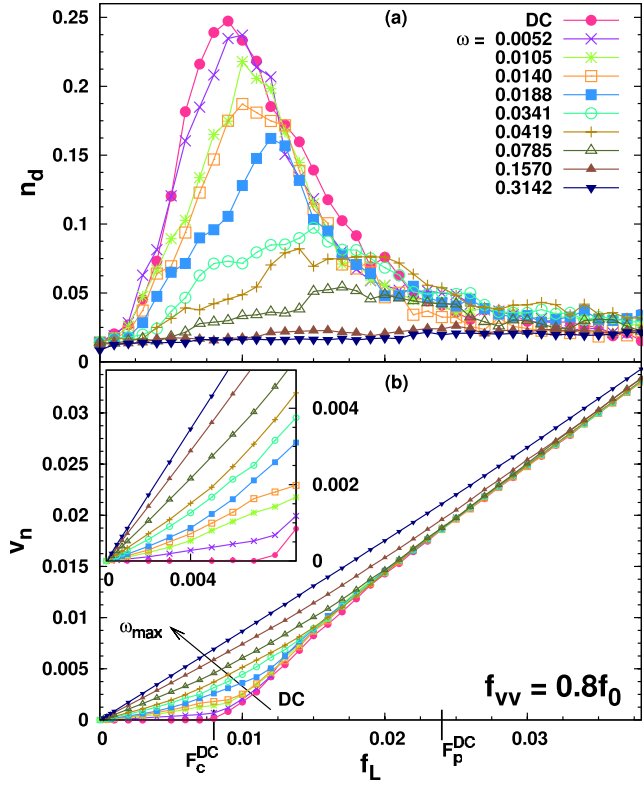 (a)
DC
ω = 0.0052
0.0105
0.0140
0.0188
0.0341
0.0419
0.0785
0.1570
0.3142
n_d
0.25
0.2
0.15
0.1
0.05
0
(b)
v_n
0.03
0.025
0.02
0.015
0.01
0.005
0
0.004
0.002
0
0
0.004
ω_max
DC
f_vv = 0.8f_0
0
0.01
0.02
0.03
F_c^DC
f_L
F_p^DC